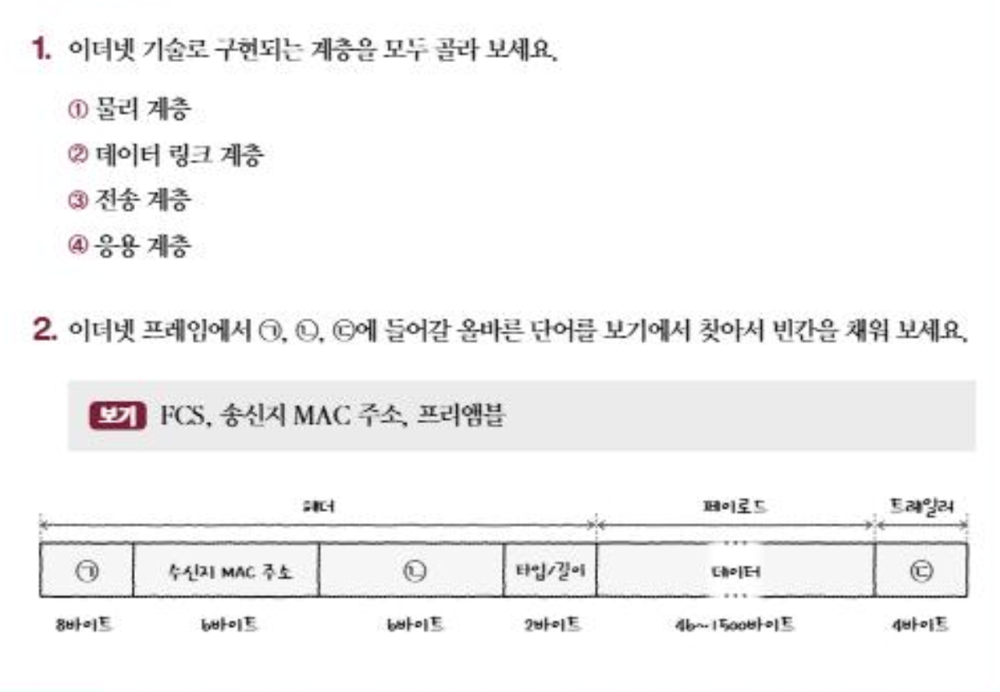 1. 이더넷 기술로 구현되는 계층을 모두 골라 보세요.
① 물리 계층
② 데이터 링크 계층
③ 전송 계층
④ 응용 계층
2. 이더넷 프레임에서 ㉠, ㉡, ㉢에 들어갈 올바른 단어를 보기에서 찾아서 빈칸을 채워 보세요.
보기 FCS, 송신지 MAC 주소, 프리앰블
헤더 페이로드 트레일러
㉠ 수신지 MAC 주소 ㉡ 타입/길이 데이터 ㉢
8바이트 6바이트 6바이트 2바이트 46~1500바이트 4바이트